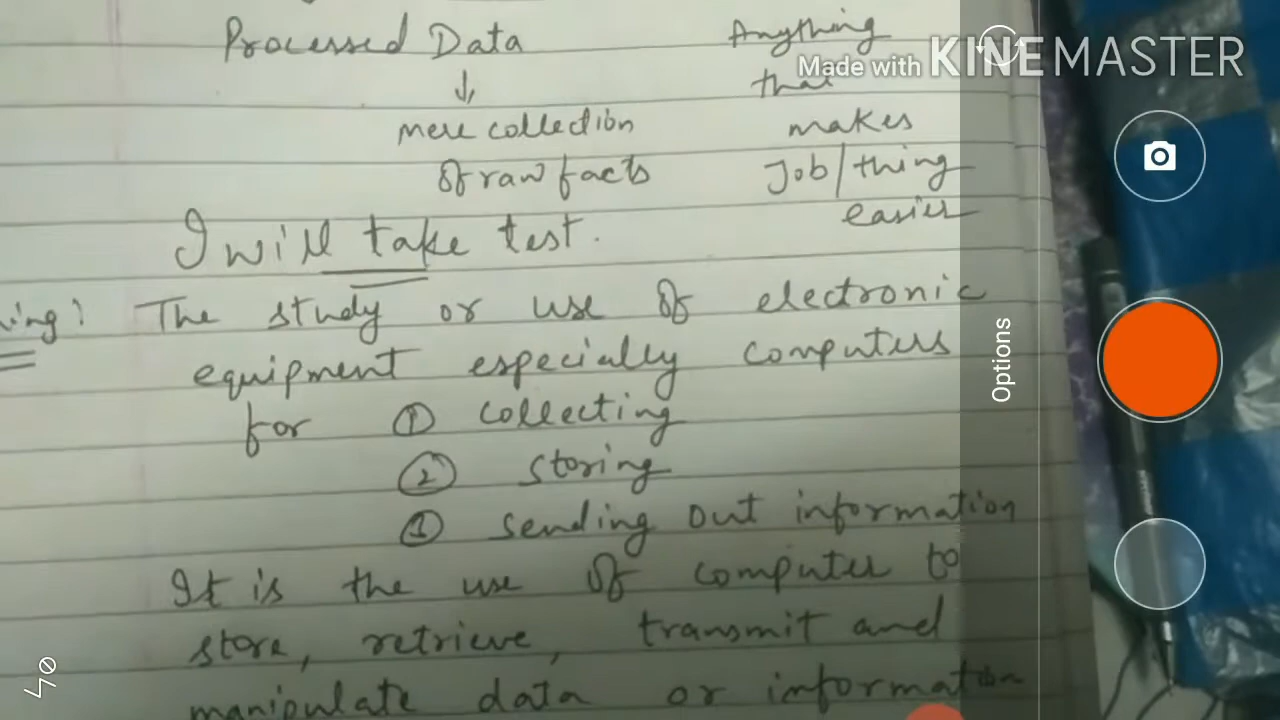 Processed Data
Anything
Made with KINEMASTER
that
↓
mere collection
makes
of raw facts
Job/thing
easier
I will take test.
The study or use of electronic
equipment especially computers
for ① collecting
② storing
③ sending out information
It is the use of computer to
store, retrieve, transmit and
manipulate data or information
Options